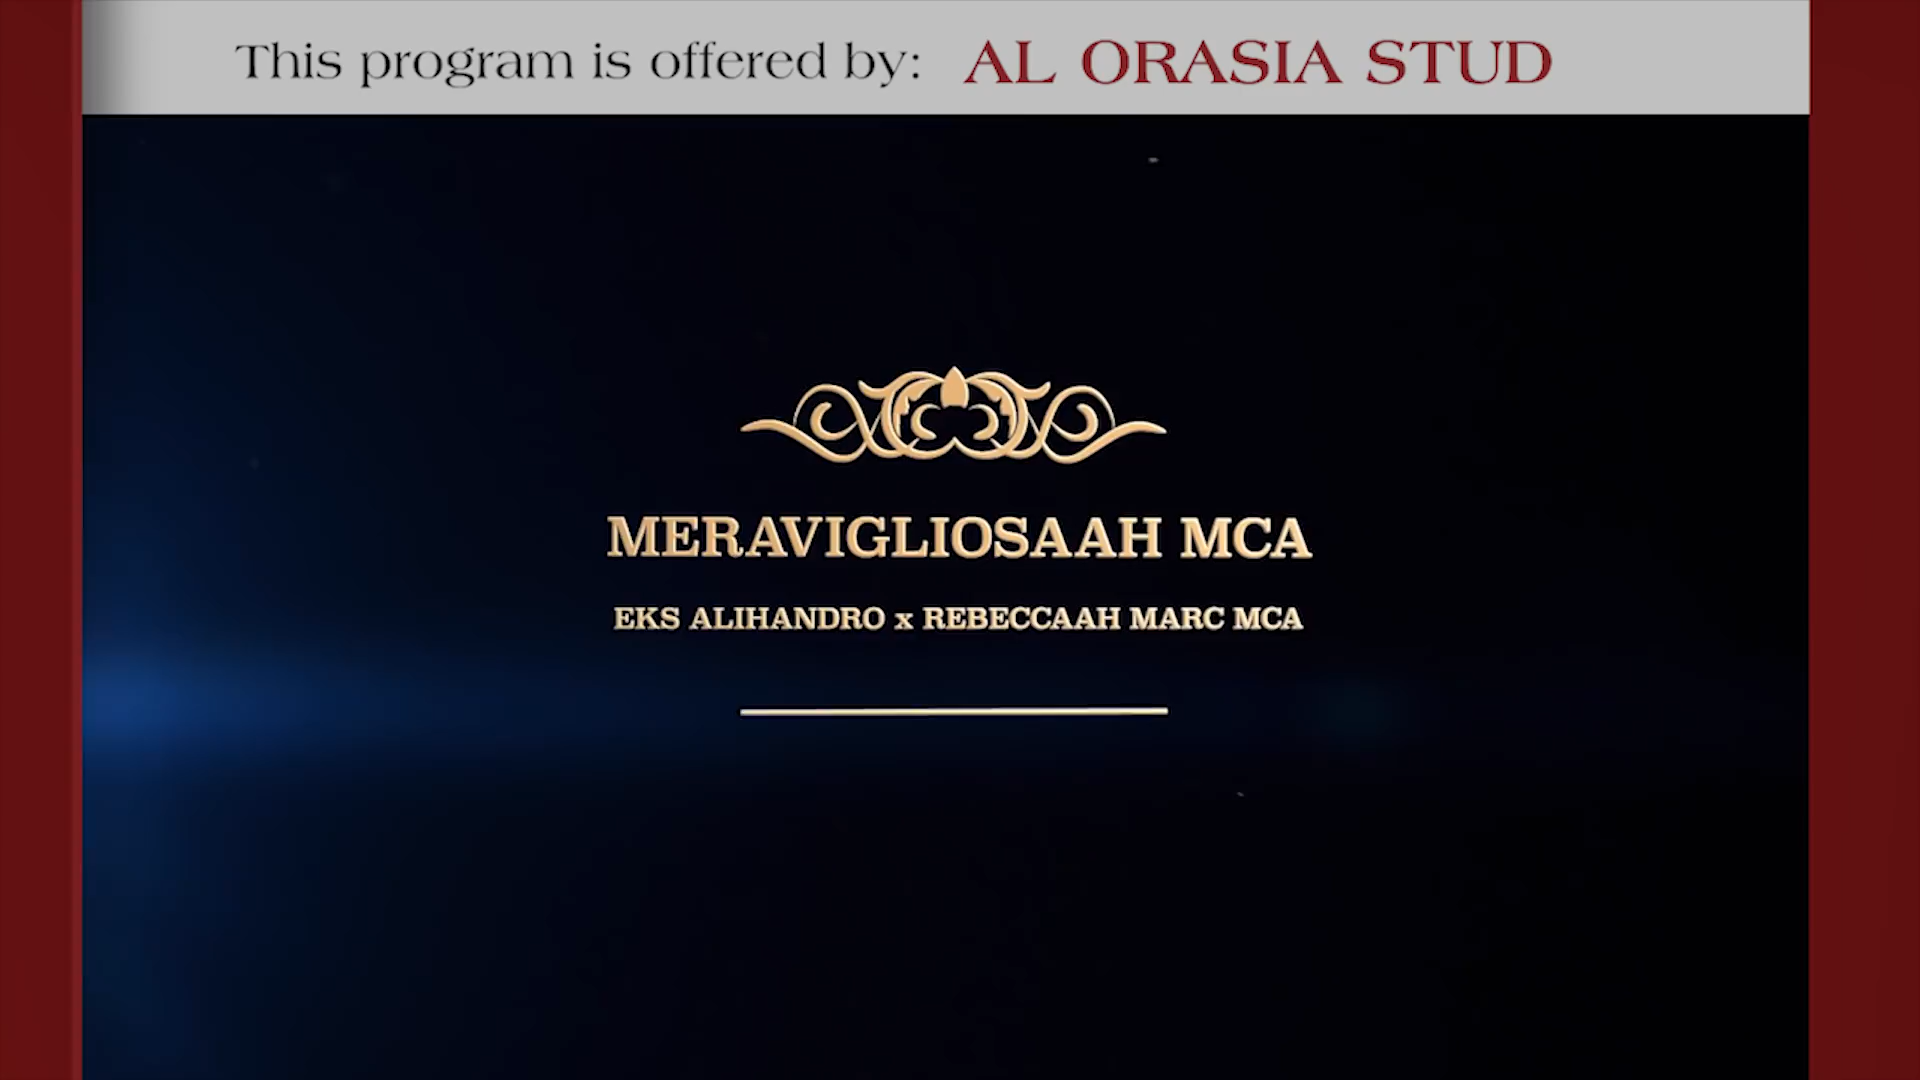 This program is offered by: AL ORASIA STUD
MERAVIGLIOSAAH MCA
EKS ALIHANDRO x REBECCAAH MARC MCA